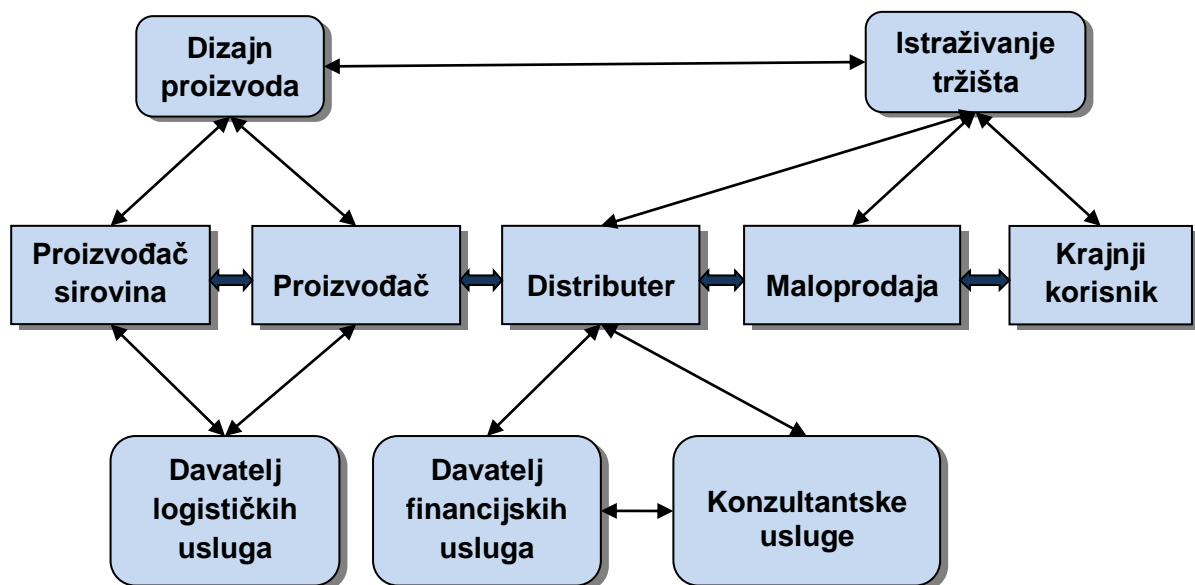 Dizajn
proizvoda
Istraživanje
tržišta
Proizvođač
sirovina
Proizvođač
Distributer
Maloprodaja
Krajnji
korisnik
Davatelj
logističkih
usluga
Davatelj
financijskih
usluga
Konzultantske
usluge